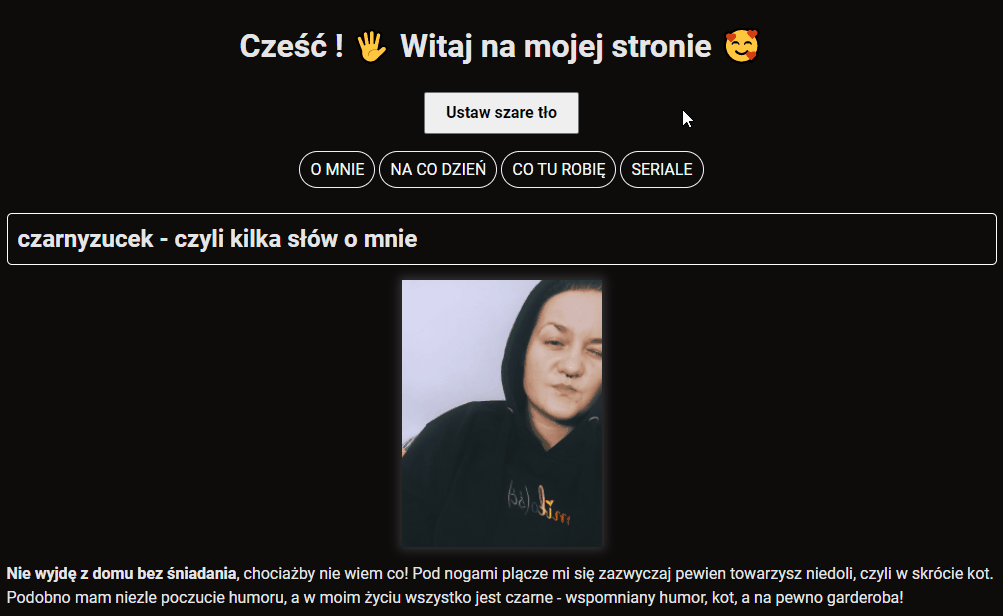 Cześć ! 🖐 Witaj na mojej stronie 🥰
Ustaw szare tło
O MNIE NA CO DZIEŃ CO TU ROBIĘ SERIALE
czarnyzucek - czyli kilka słów o mnie
miło(ść)
Nie wyjdę z domu bez śniadania, chociażby nie wiem co! Pod nogami plącze mi się zazwyczaj pewien towarzysz niedoli, czyli w skrócie kot.
Podobno mam niezle poczucie humoru, a w moim życiu wszystko jest czarne - wspomniany humor, kot, a na pewno garderoba!